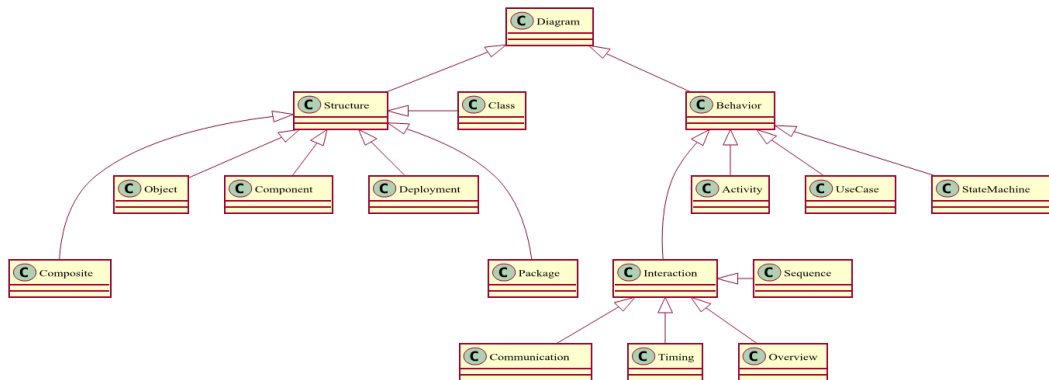 C Diagram
C Structure
C Class
C Behavior
C Object
C Component
C Deployment
C Activity
C UseCase
C StateMachine
C Composite
C Package
C Interaction
C Sequence
C Communication
C Timing
C Overview